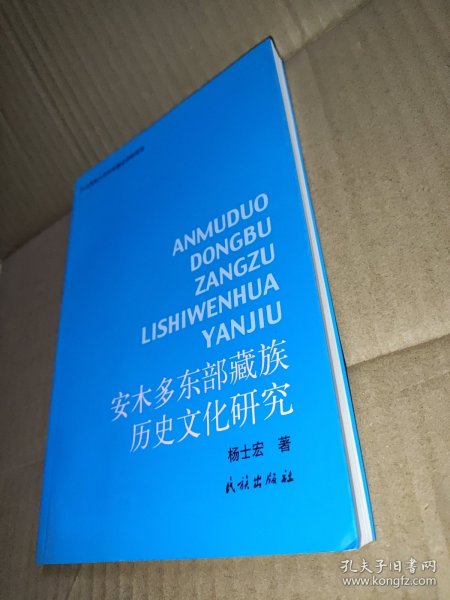 ANMUDUO
DONGBU
ZANGZU
LISHIWENHUA
YANJIU
安木多东部藏族
历史文化研究
杨士宏 著
民族出版社
孔夫子旧书网
www.kongfz.com